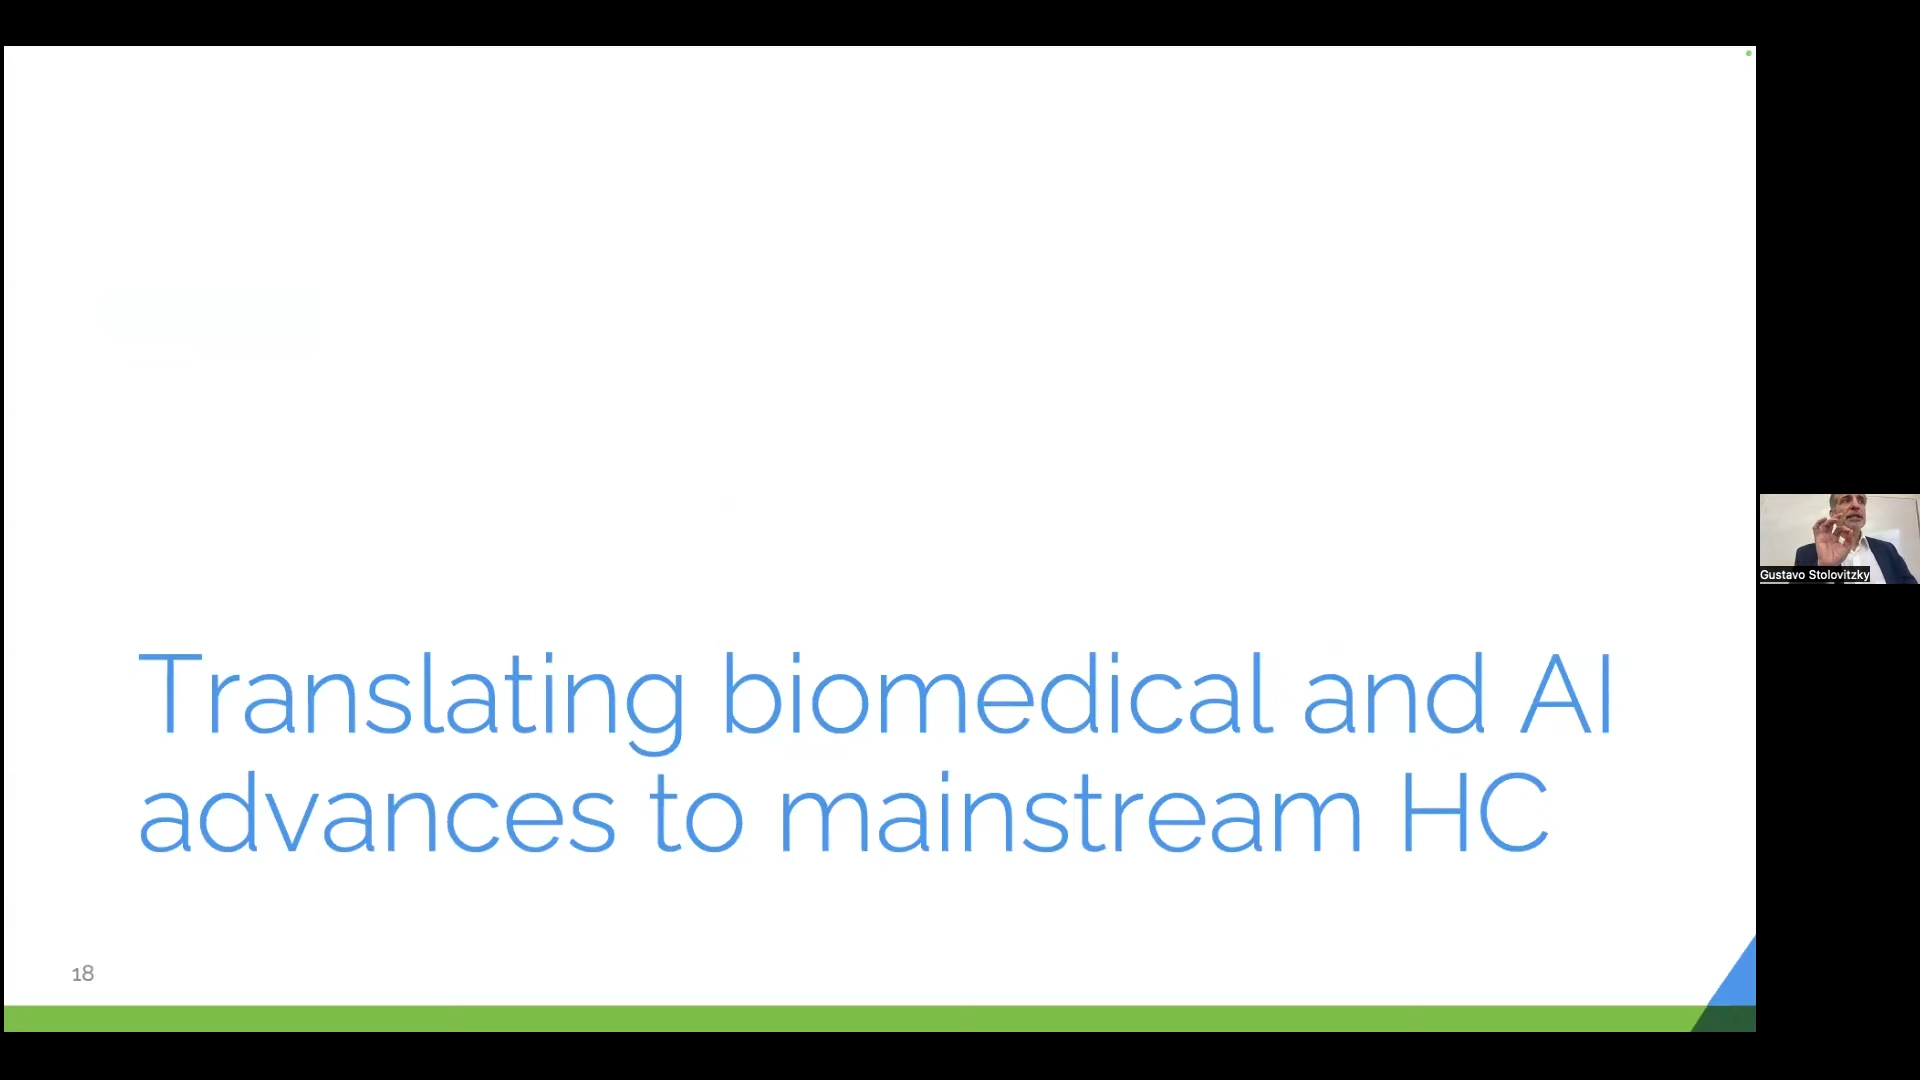 Translating biomedical and AI
advances to mainstream HC
18
Gustavo Stolovitzky